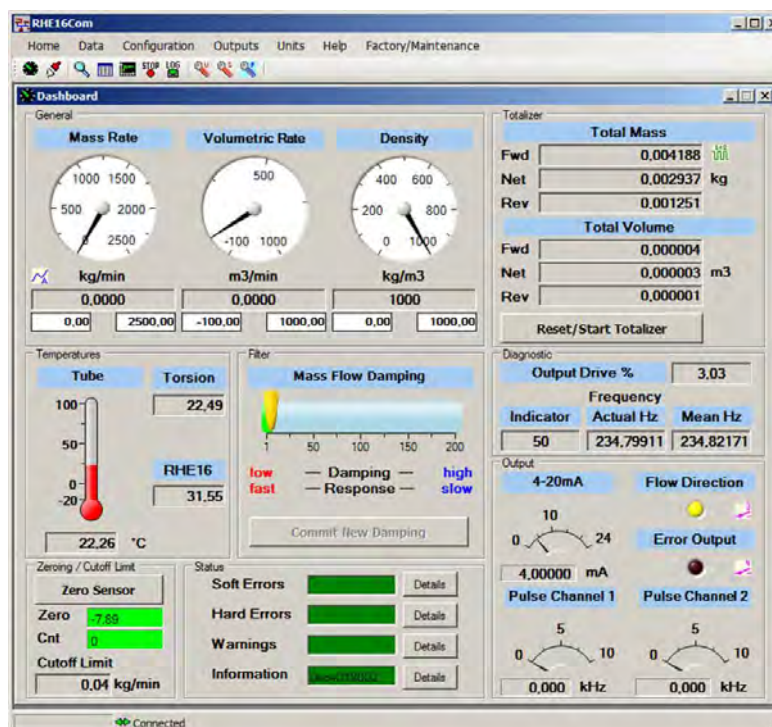 RHE16Com
Home Data Configuration Outputs Units Help Factory/Maintenance
STOP LOG
Dashboard
General
Mass Rate Volumetric Rate Density
0 500 1000 1500 2000 2500
-100 500 1000
0 200 400 600 800 1000
kg/min m3/min kg/m3
0,0000 0,0000 1000
0,00 2500,00 -100,00 1000,00 0,00 1000,00
Totalizer
Total Mass
Fwd 0,004188
Net 0,002937 kg
Rev 0,001251
Total Volume
Fwd 0,000004
Net 0,000003 m3
Rev 0,000001
Reset/Start Totalizer
Temperatures
Tube Torsion
100
50
0
-20
22,49
RHE16
31,55
22,26 °C
Filter
Mass Flow Damping
1 50 100 150 200
low — Damping — high
fast — Response — slow
Commit New Damping
Diagnostic
Output Drive % 3,03
Frequency
Indicator Actual Hz Mean Hz
50 234,79911 234,82171
Zeroing / Cutoff Limit
Zero Sensor
Zero -7.89
Cnt 0
Cutoff Limit
0,04 kg/min
Status
Soft Errors Details
Hard Errors Details
Warnings Details
Information Details
Output
4-20mA Flow Direction
0 10 24
Error Output
4,00000 mA
Pulse Channel 1 Pulse Channel 2
0 5 10 0 5 10
0,000 kHz 0,000 kHz
Connected